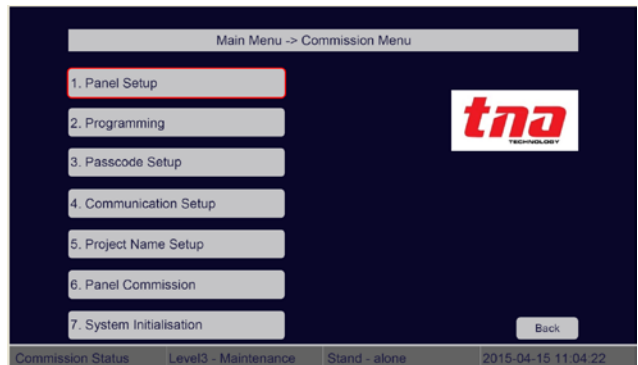 Main Menu -> Commission Menu
1. Panel Setup
2. Programming
3. Passcode Setup
4. Communication Setup
5. Project Name Setup
6. Panel Commission
7. System Initialisation
tna
TECHNOLOGY
Back
Commission Status Level3 - Maintenance Stand - alone 2015-04-15 11:04:22